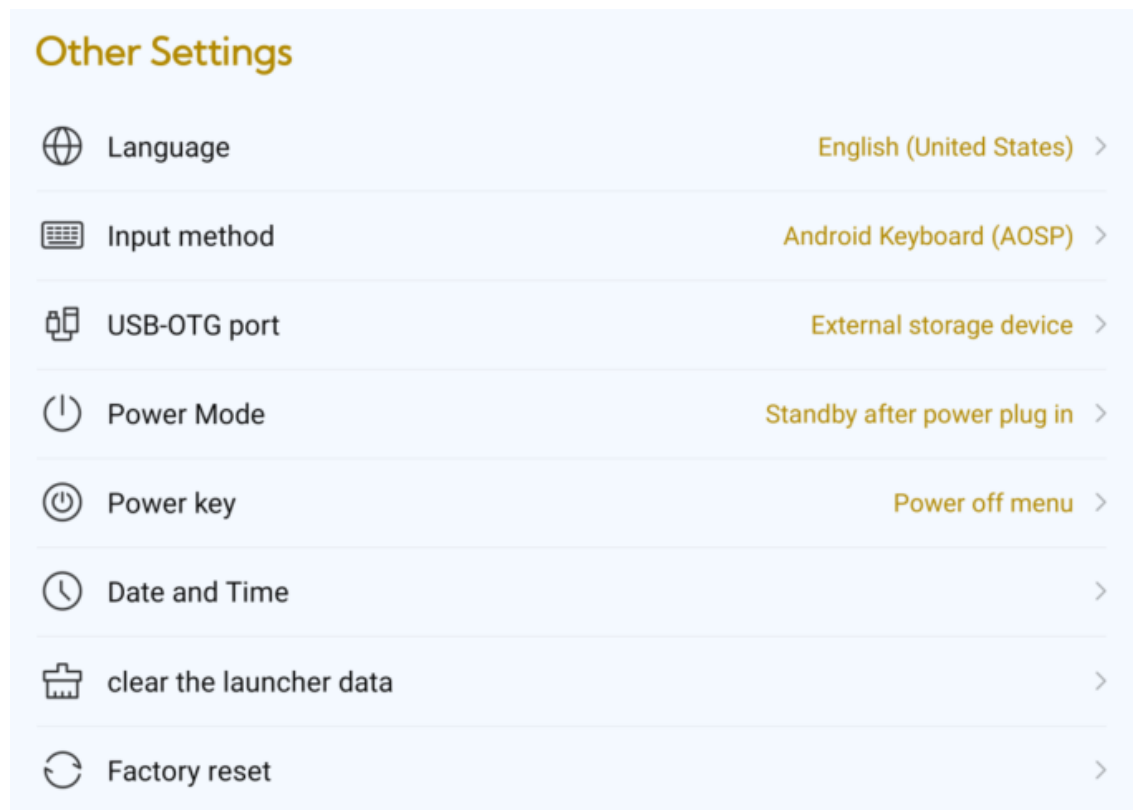 Other Settings
Language English (United States)
Input method Android Keyboard (AOSP)
USB-OTG port External storage device
Power Mode Standby after power plug in
Power key Power off menu
Date and Time
clear the launcher data
Factory reset